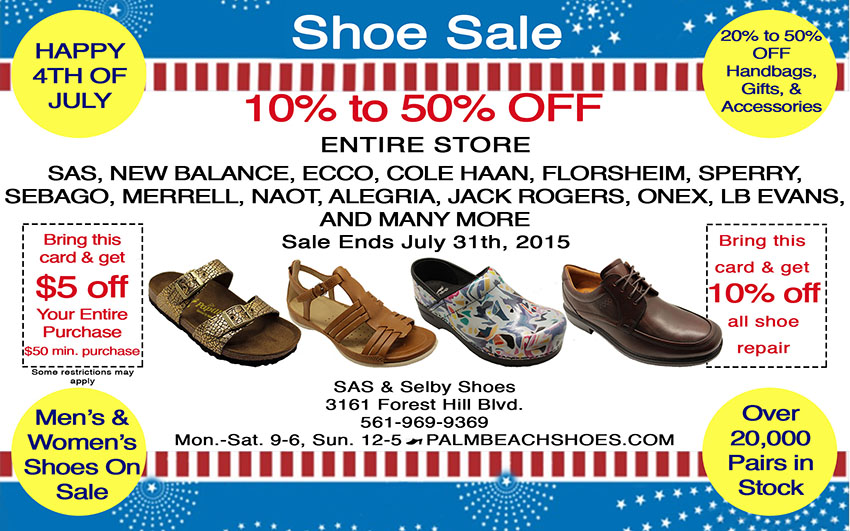 Shoe Sale
HAPPY
4TH OF
JULY
20% to 50%
OFF
Handbags,
Gifts, &
Accessories
10% to 50% OFF
ENTIRE STORE
SAS, NEW BALANCE, ECCO, COLE HAAN, FLORSHEIM, SPERRY,
SEBAGO, MERRELL, NAOT, ALEGRIA, JACK ROGERS, ONEX, LB EVANS,
AND MANY MORE
Sale Ends July 31th, 2015
Bring this
card & get
$5 off
Your Entire
Purchase
$50 min. purchase
Some restrictions may
apply
Bring this
card & get
10% off
all shoe
repair
SAS & Selby Shoes
3161 Forest Hill Blvd.
561-969-9369
Mon.-Sat. 9-6, Sun. 12-5 PALMBEACHSHOES.COM
Men's &
Women's
Shoes On
Sale
Over
20,000
Pairs in
Stock